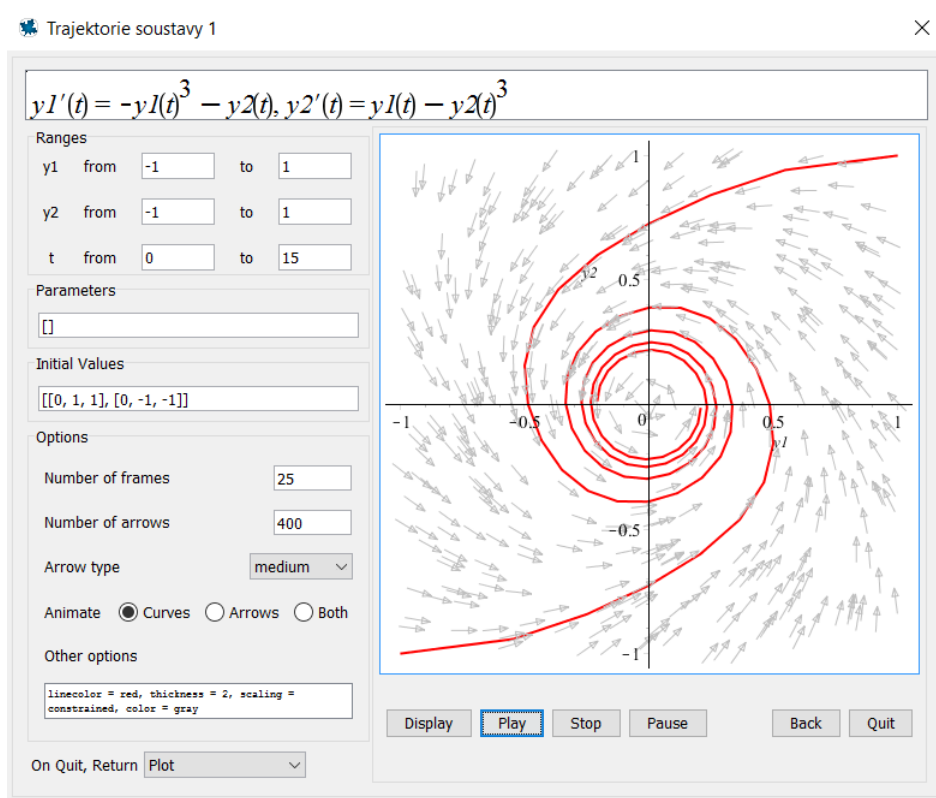 Trajektorie soustavy 1
y1′(t) = -y1(t)³ − y2(t), y2′(t) = y1(t) − y2(t)³
Ranges
y1 from -1 to 1
y2 from -1 to 1
t from 0 to 15
Parameters
[]
Initial Values
[[0, 1, 1], [0, -1, -1]]
Options
Number of frames 25
Number of arrows 400
Arrow type medium
Animate Curves Arrows Both
Other options
linecolor = red, thickness = 2, scaling =
constrained, color = gray
On Quit, Return Plot
1
y2
0.5
-1 -0.5 0 0.5 1
y1
-0.5
-1
Display Play Stop Pause Back Quit